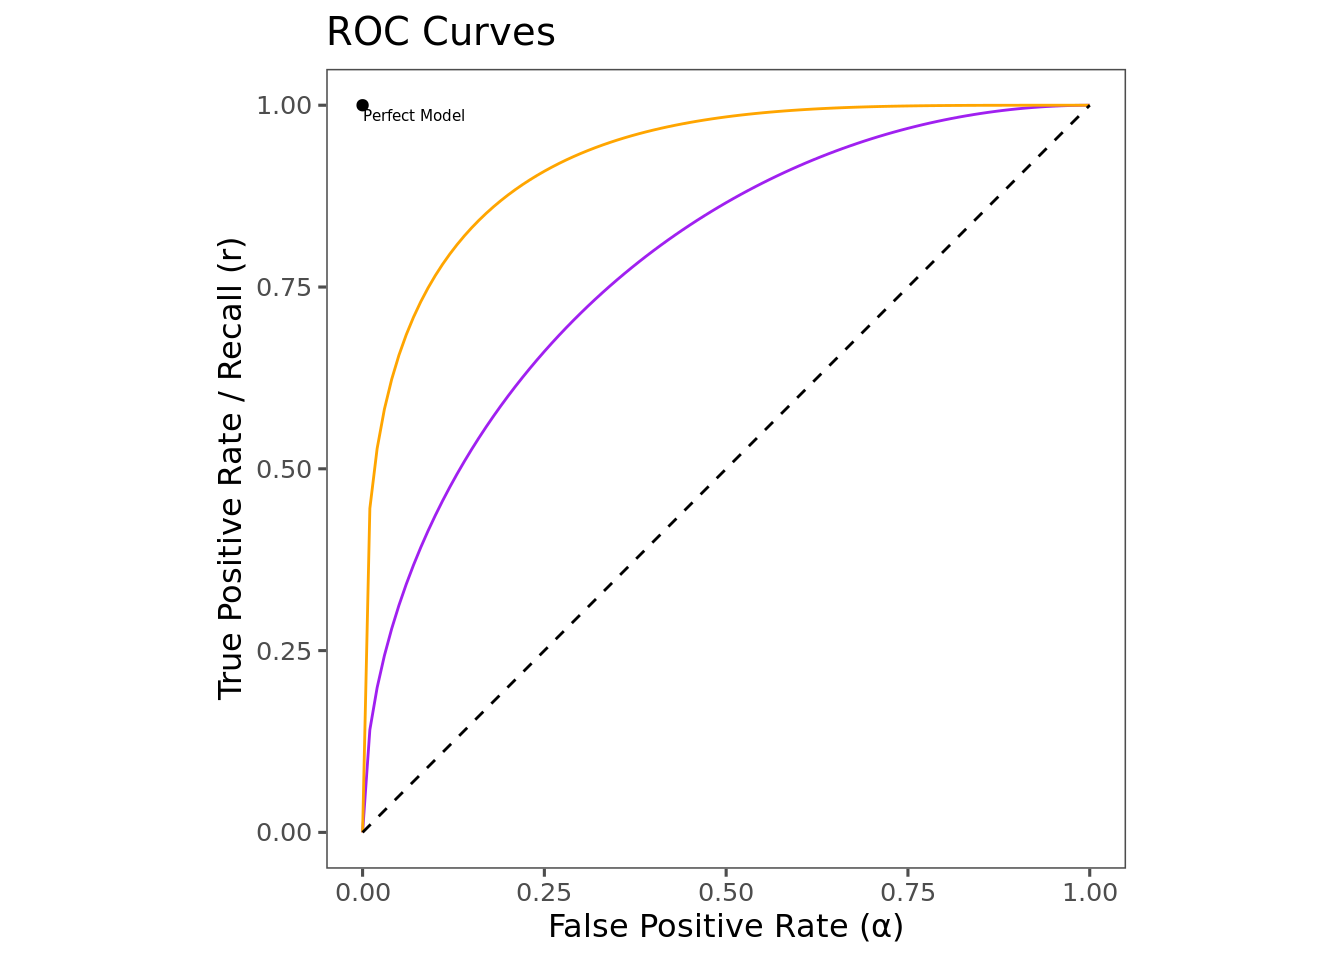 ROC Curves
1.00
Perfect Model
0.75
0.50
0.25
0.00
True Positive Rate / Recall (r)
0.00 0.25 0.50 0.75 1.00
False Positive Rate (α)